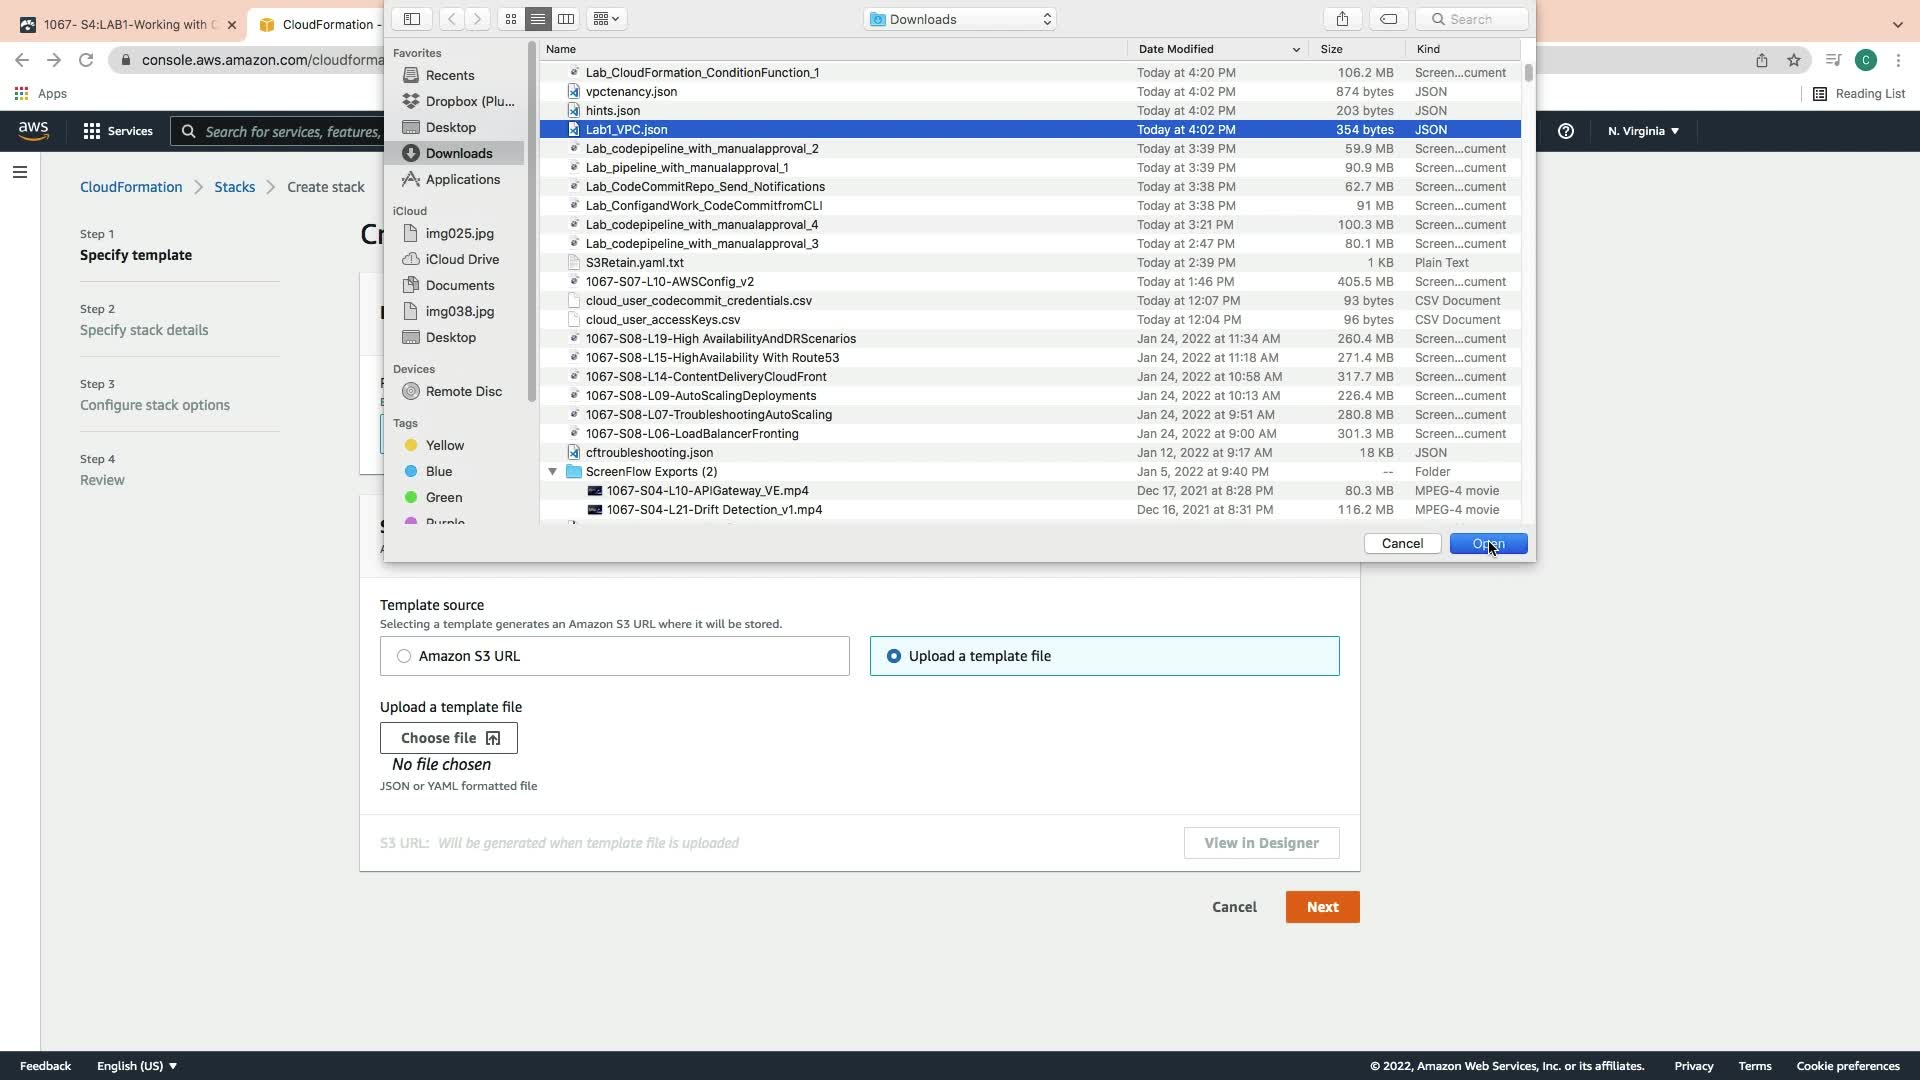 1067- S4:LAB1-Working with C
CloudFormation -
console.aws.amazon.com/cloudforma
Apps
Reading List
aws
Services
Search for services, features,
N. Virginia
CloudFormation
Stacks
Create stack
Step 1
Specify template
Step 2
Specify stack details
Step 3
Configure stack options
Step 4
Review
Downloads
Search
Favorites
Recents
Dropbox (Plu...
Desktop
Downloads
Applications
iCloud
img025.jpg
iCloud Drive
Documents
img038.jpg
Desktop
Devices
Remote Disc
Tags
Yellow
Blue
Green
Purple
Name Date Modified Size Kind
Lab_CloudFormation_ConditionFunction_1 Today at 4:20 PM 106.2 MB Screen...cument
vpctenancy.json Today at 4:02 PM 874 bytes JSON
hints.json Today at 4:02 PM 203 bytes JSON
Lab1_VPC.json Today at 4:02 PM 354 bytes JSON
Lab_codepipeline_with_manualapproval_2 Today at 3:39 PM 59.9 MB Screen...cument
Lab_pipeline_with_manualapproval_1 Today at 3:39 PM 90.9 MB Screen...cument
Lab_CodeCommitRepo_Send_Notifications Today at 3:38 PM 62.7 MB Screen...cument
Lab_ConfigandWork_CodeCommitfromCLI Today at 3:38 PM 91 MB Screen...cument
Lab_codepipeline_with_manualapproval_4 Today at 3:21 PM 100.3 MB Screen...cument
Lab_codepipeline_with_manualapproval_3 Today at 2:47 PM 80.1 MB Screen...cument
S3Retain.yaml.txt Today at 2:39 PM 1 KB Plain Text
1067-S07-L10-AWSConfig_v2 Today at 1:46 PM 405.5 MB Screen...cument
cloud_user_codecommit_credentials.csv Today at 12:07 PM 93 bytes CSV Document
cloud_user_accessKeys.csv Today at 12:04 PM 96 bytes CSV Document
1067-S08-L19-High AvailabilityAndDRScenarios Jan 24, 2022 at 11:34 AM 260.4 MB Screen...cument
1067-S08-L15-HighAvailability With Route53 Jan 24, 2022 at 11:18 AM 271.4 MB Screen...cument
1067-S08-L14-ContentDeliveryCloudFront Jan 24, 2022 at 10:58 AM 317.7 MB Screen...cument
1067-S08-L09-AutoScalingDeployments Jan 24, 2022 at 10:13 AM 226.4 MB Screen...cument
1067-S08-L07-TroubleshootingAutoScaling Jan 24, 2022 at 9:51 AM 280.8 MB Screen...cument
1067-S08-L06-LoadBalancerFronting Jan 24, 2022 at 9:00 AM 301.3 MB Screen...cument
cftroubleshooting.json Jan 12, 2022 at 9:17 AM 18 KB JSON
ScreenFlow Exports (2) Jan 5, 2022 at 9:40 PM -- Folder
1067-S04-L10-APIGateway_VE.mp4 Dec 17, 2021 at 8:28 PM 80.3 MB MPEG-4 movie
1067-S04-L21-Drift Detection_v1.mp4 Dec 16, 2021 at 8:31 PM 116.2 MB MPEG-4 movie
Cancel Open
Template source
Selecting a template generates an Amazon S3 URL where it will be stored.
Amazon S3 URL
Upload a template file
Upload a template file
Choose file
No file chosen
JSON or YAML formatted file
S3 URL: Will be generated when template file is uploaded
View in Designer
Cancel Next
Feedback English (US)
© 2022, Amazon Web Services, Inc. or its affiliates. Privacy Terms Cookie preferences